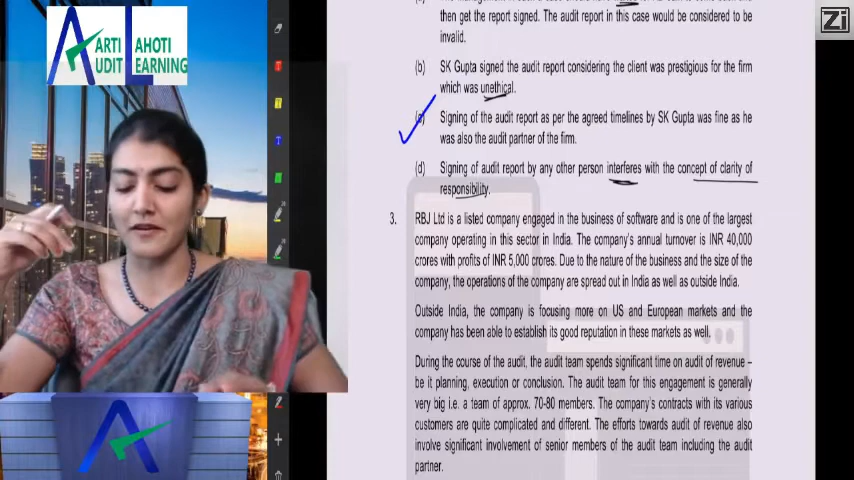 ARTI LAHOTI
AUDIT LEARNING
Zi
then get the report signed. The audit report in this case would be considered to be
invalid.
(b) SK Gupta signed the audit report considering the client was prestigious for the firm
which was unethical.
(c) Signing of the audit report as per the agreed timelines by SK Gupta was fine as he
was also the audit partner of the firm.
(d) Signing of audit report by any other person interferes with the concept of clarity of
responsibility.
3. RBJ Ltd is a listed company engaged in the business of software and is one of the largest
company operating in this sector in India. The company's annual turnover is INR 40,000
crores with profits of INR 5,000 crores. Due to the nature of the business and the size of the
company, the operations of the company are spread out in India as well as outside India.
Outside India, the company is focusing more on US and European markets and the
company has been able to establish its good reputation in these markets as well.
During the course of the audit, the audit team spends significant time on audit of revenue –
be it planning, execution or conclusion. The audit team for this engagement is generally
very big i.e. a team of approx. 70-80 members. The company's contracts with its various
customers are quite complicated and different. The efforts towards audit of revenue also
involve significant involvement of senior members of the audit team including the audit
partner.